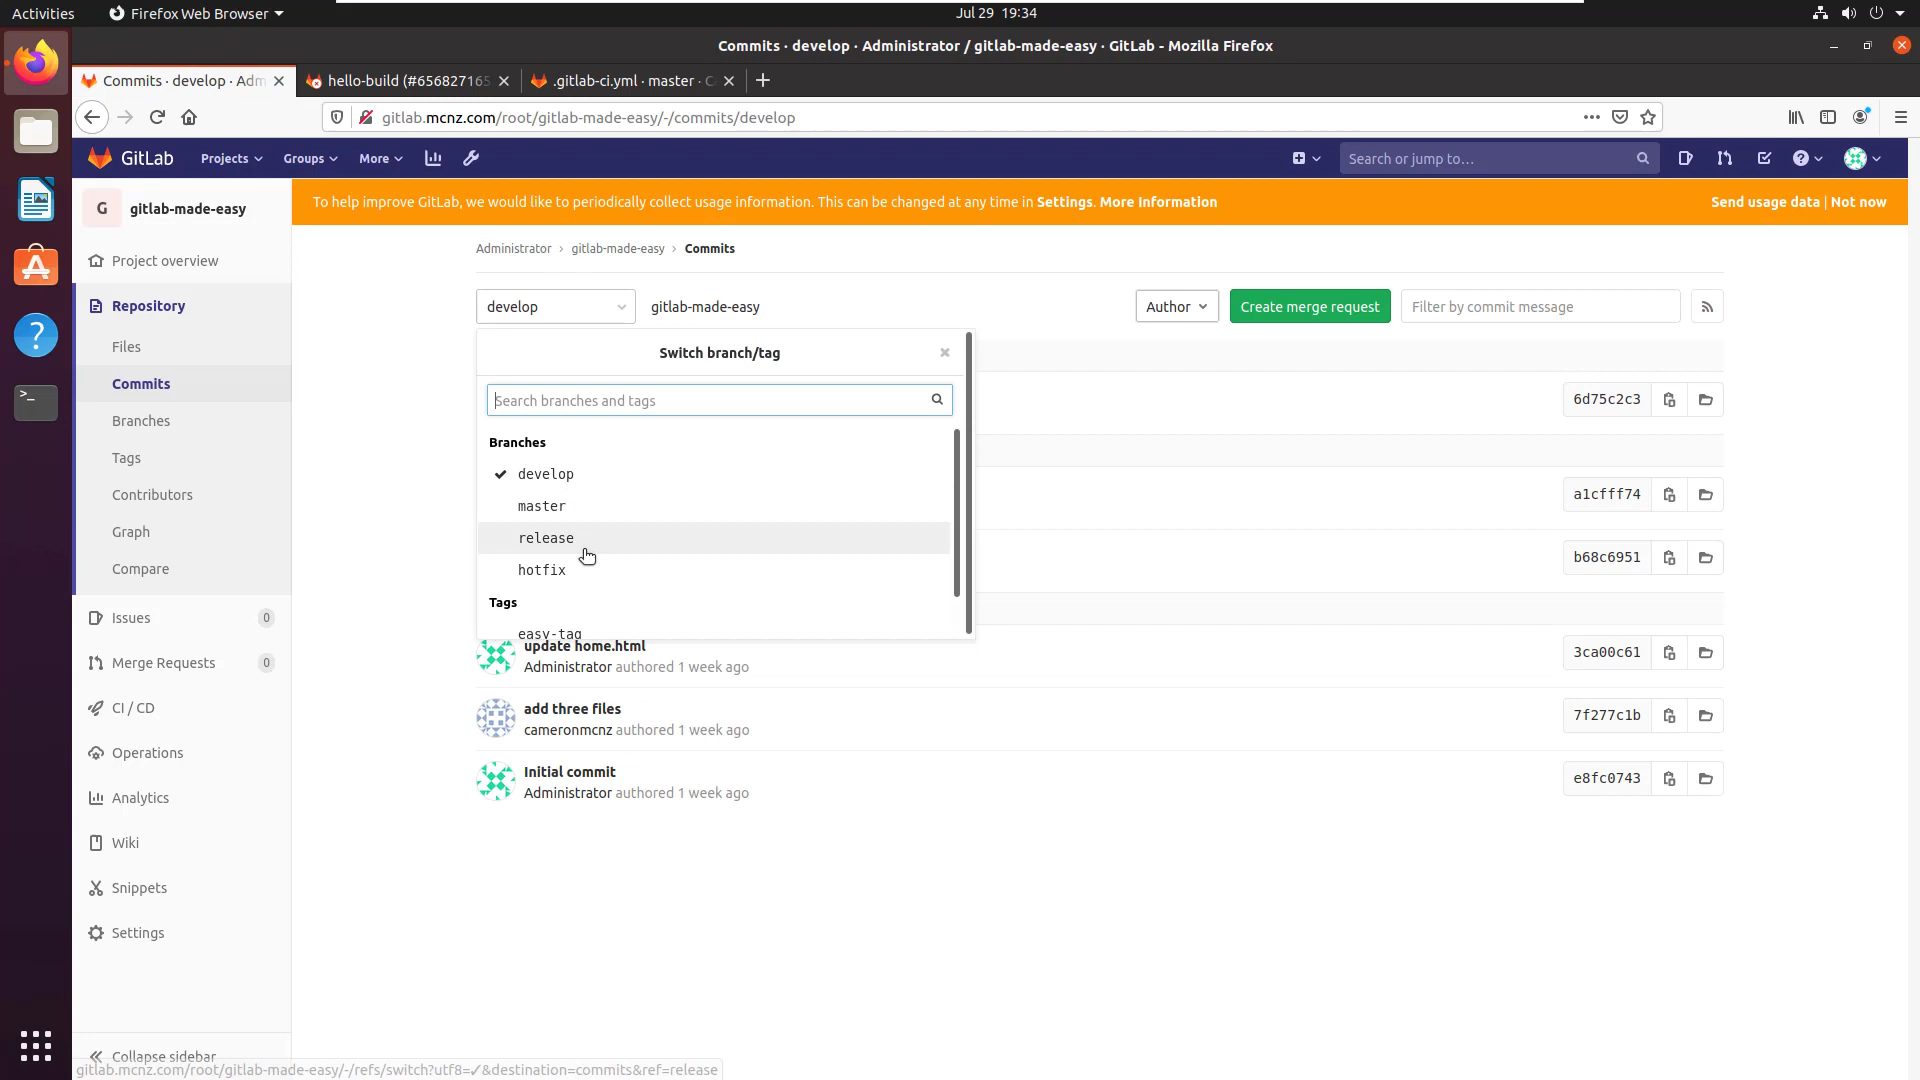 Activities
Firefox Web Browser
Jul 29 19:34
Commits · develop · Administrator / gitlab-made-easy · GitLab - Mozilla Firefox
Commits · develop · Adm
hello-build (#656827165
.gitlab-ci.yml · master · C
gitlab.mcnz.com/root/gitlab-made-easy/-/commits/develop
GitLab
Projects
Groups
More
Search or jump to…
G
gitlab-made-easy
To help improve GitLab, we would like to periodically collect usage information. This can be changed at any time in Settings. More Information
Send usage data | Not now
Project overview
Repository
Files
Commits
Branches
Tags
Contributors
Graph
Compare
Issues 0
Merge Requests 0
CI / CD
Operations
Analytics
Wiki
Snippets
Settings
Collapse sidebar
Administrator › gitlab-made-easy › Commits
develop
gitlab-made-easy
Author
Create merge request
Filter by commit message
Switch branch/tag
Search branches and tags
Branches
develop
master
release
hotfix
Tags
easy-tag
6d75c2c3
a1cfff74
b68c6951
update home.html
Administrator authored 1 week ago
3ca00c61
add three files
cameronmcnz authored 1 week ago
7f277c1b
Initial commit
Administrator authored 1 week ago
e8fc0743
gitlab.mcnz.com/root/gitlab-made-easy/-/refs/switch?utf8=✓&destination=commits&ref=release